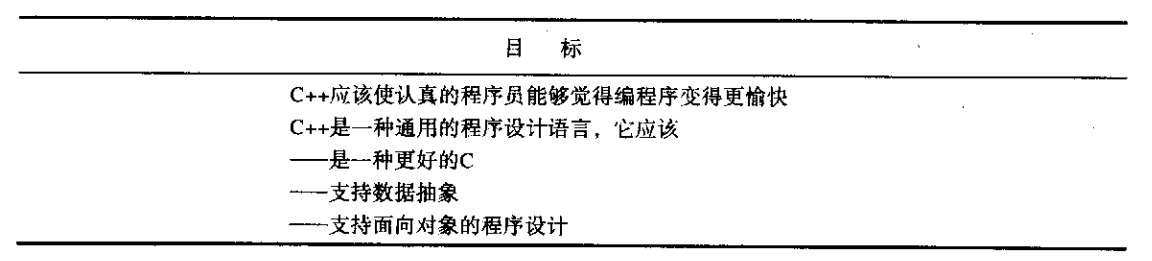 目 标
C++应该使认真的程序员能够觉得编程序变得更愉快
C++是一种通用的程序设计语言，它应该
——是一种更好的C
——支持数据抽象
——支持面向对象的程序设计